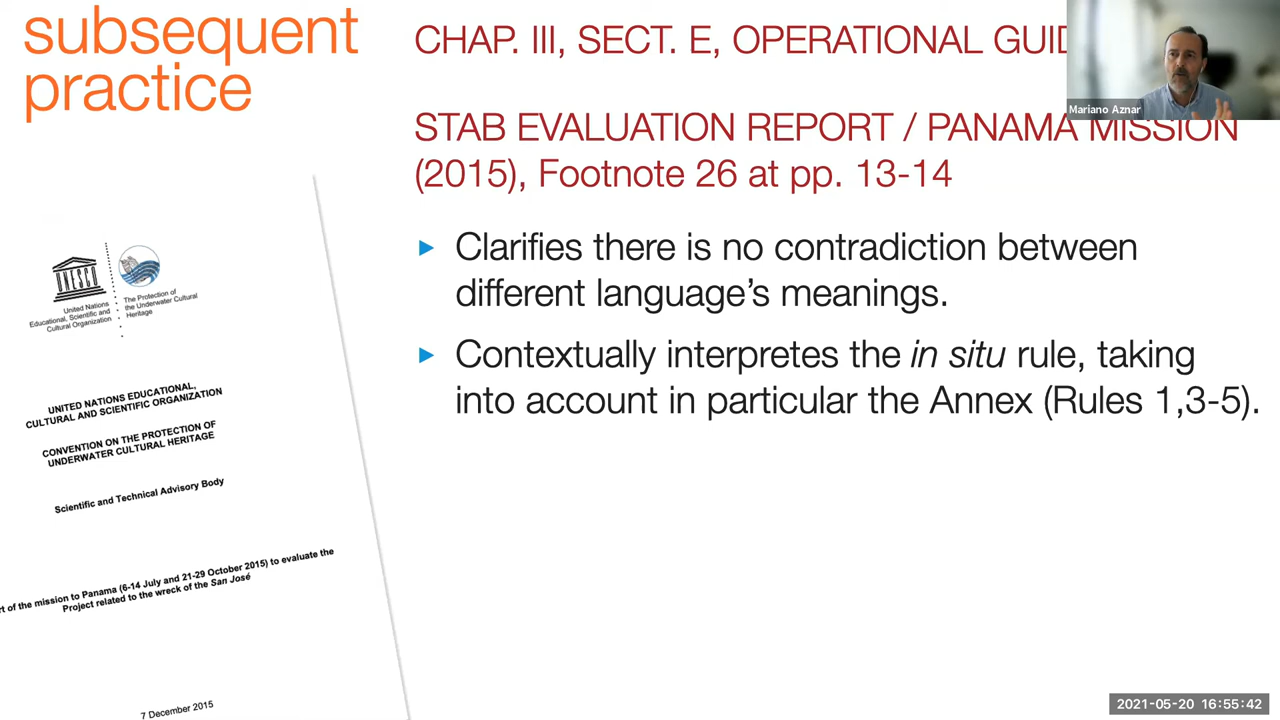 subsequent
practice
CHAP. III, SECT. E, OPERATIONAL
Mariano Aznar
STAB EVALUATION REPORT / PANAMA MISSION
(2015), Footnote 26 at pp. 13-14
Clarifies there is no contradiction between
different language’s meanings.
Contextually interpretes the in situ rule, taking
into account in particular the Annex (Rules 1,3-5).
UNESCO
United Nations
Educational, Scientific and
Cultural Organization
The Protection of
the Underwater Cultural
Heritage
UNITED NATIONS EDUCATIONAL,
CULTURAL AND SCIENTIFIC ORGANIZATION
CONVENTION ON THE PROTECTION OF
UNDERWATER CULTURAL HERITAGE
Scientific and Technical Advisory Body
of the mission to Panama (6-14 July and 21-29 October 2015) to evaluate the
Project related to the wreck of the San José
7 December 2015
2021-05-20 16:55:42